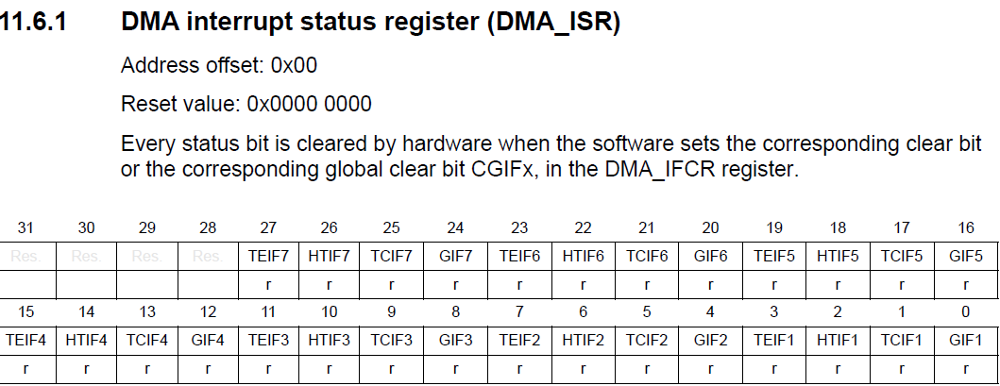 11.6.1 DMA interrupt status register (DMA_ISR)
Address offset: 0x00
Reset value: 0x0000 0000
Every status bit is cleared by hardware when the software sets the corresponding clear bit
or the corresponding global clear bit CGIFx, in the DMA_IFCR register.
31 30 29 28 27 26 25 24 23 22 21 20 19 18 17 16
Res. Res. Res. Res. TEIF7 HTIF7 TCIF7 GIF7 TEIF6 HTIF6 TCIF6 GIF6 TEIF5 HTIF5 TCIF5 GIF5
r r r r r r r r r r r r
15 14 13 12 11 10 9 8 7 6 5 4 3 2 1 0
TEIF4 HTIF4 TCIF4 GIF4 TEIF3 HTIF3 TCIF3 GIF3 TEIF2 HTIF2 TCIF2 GIF2 TEIF1 HTIF1 TCIF1 GIF1
r r r r r r r r r r r r r r r r